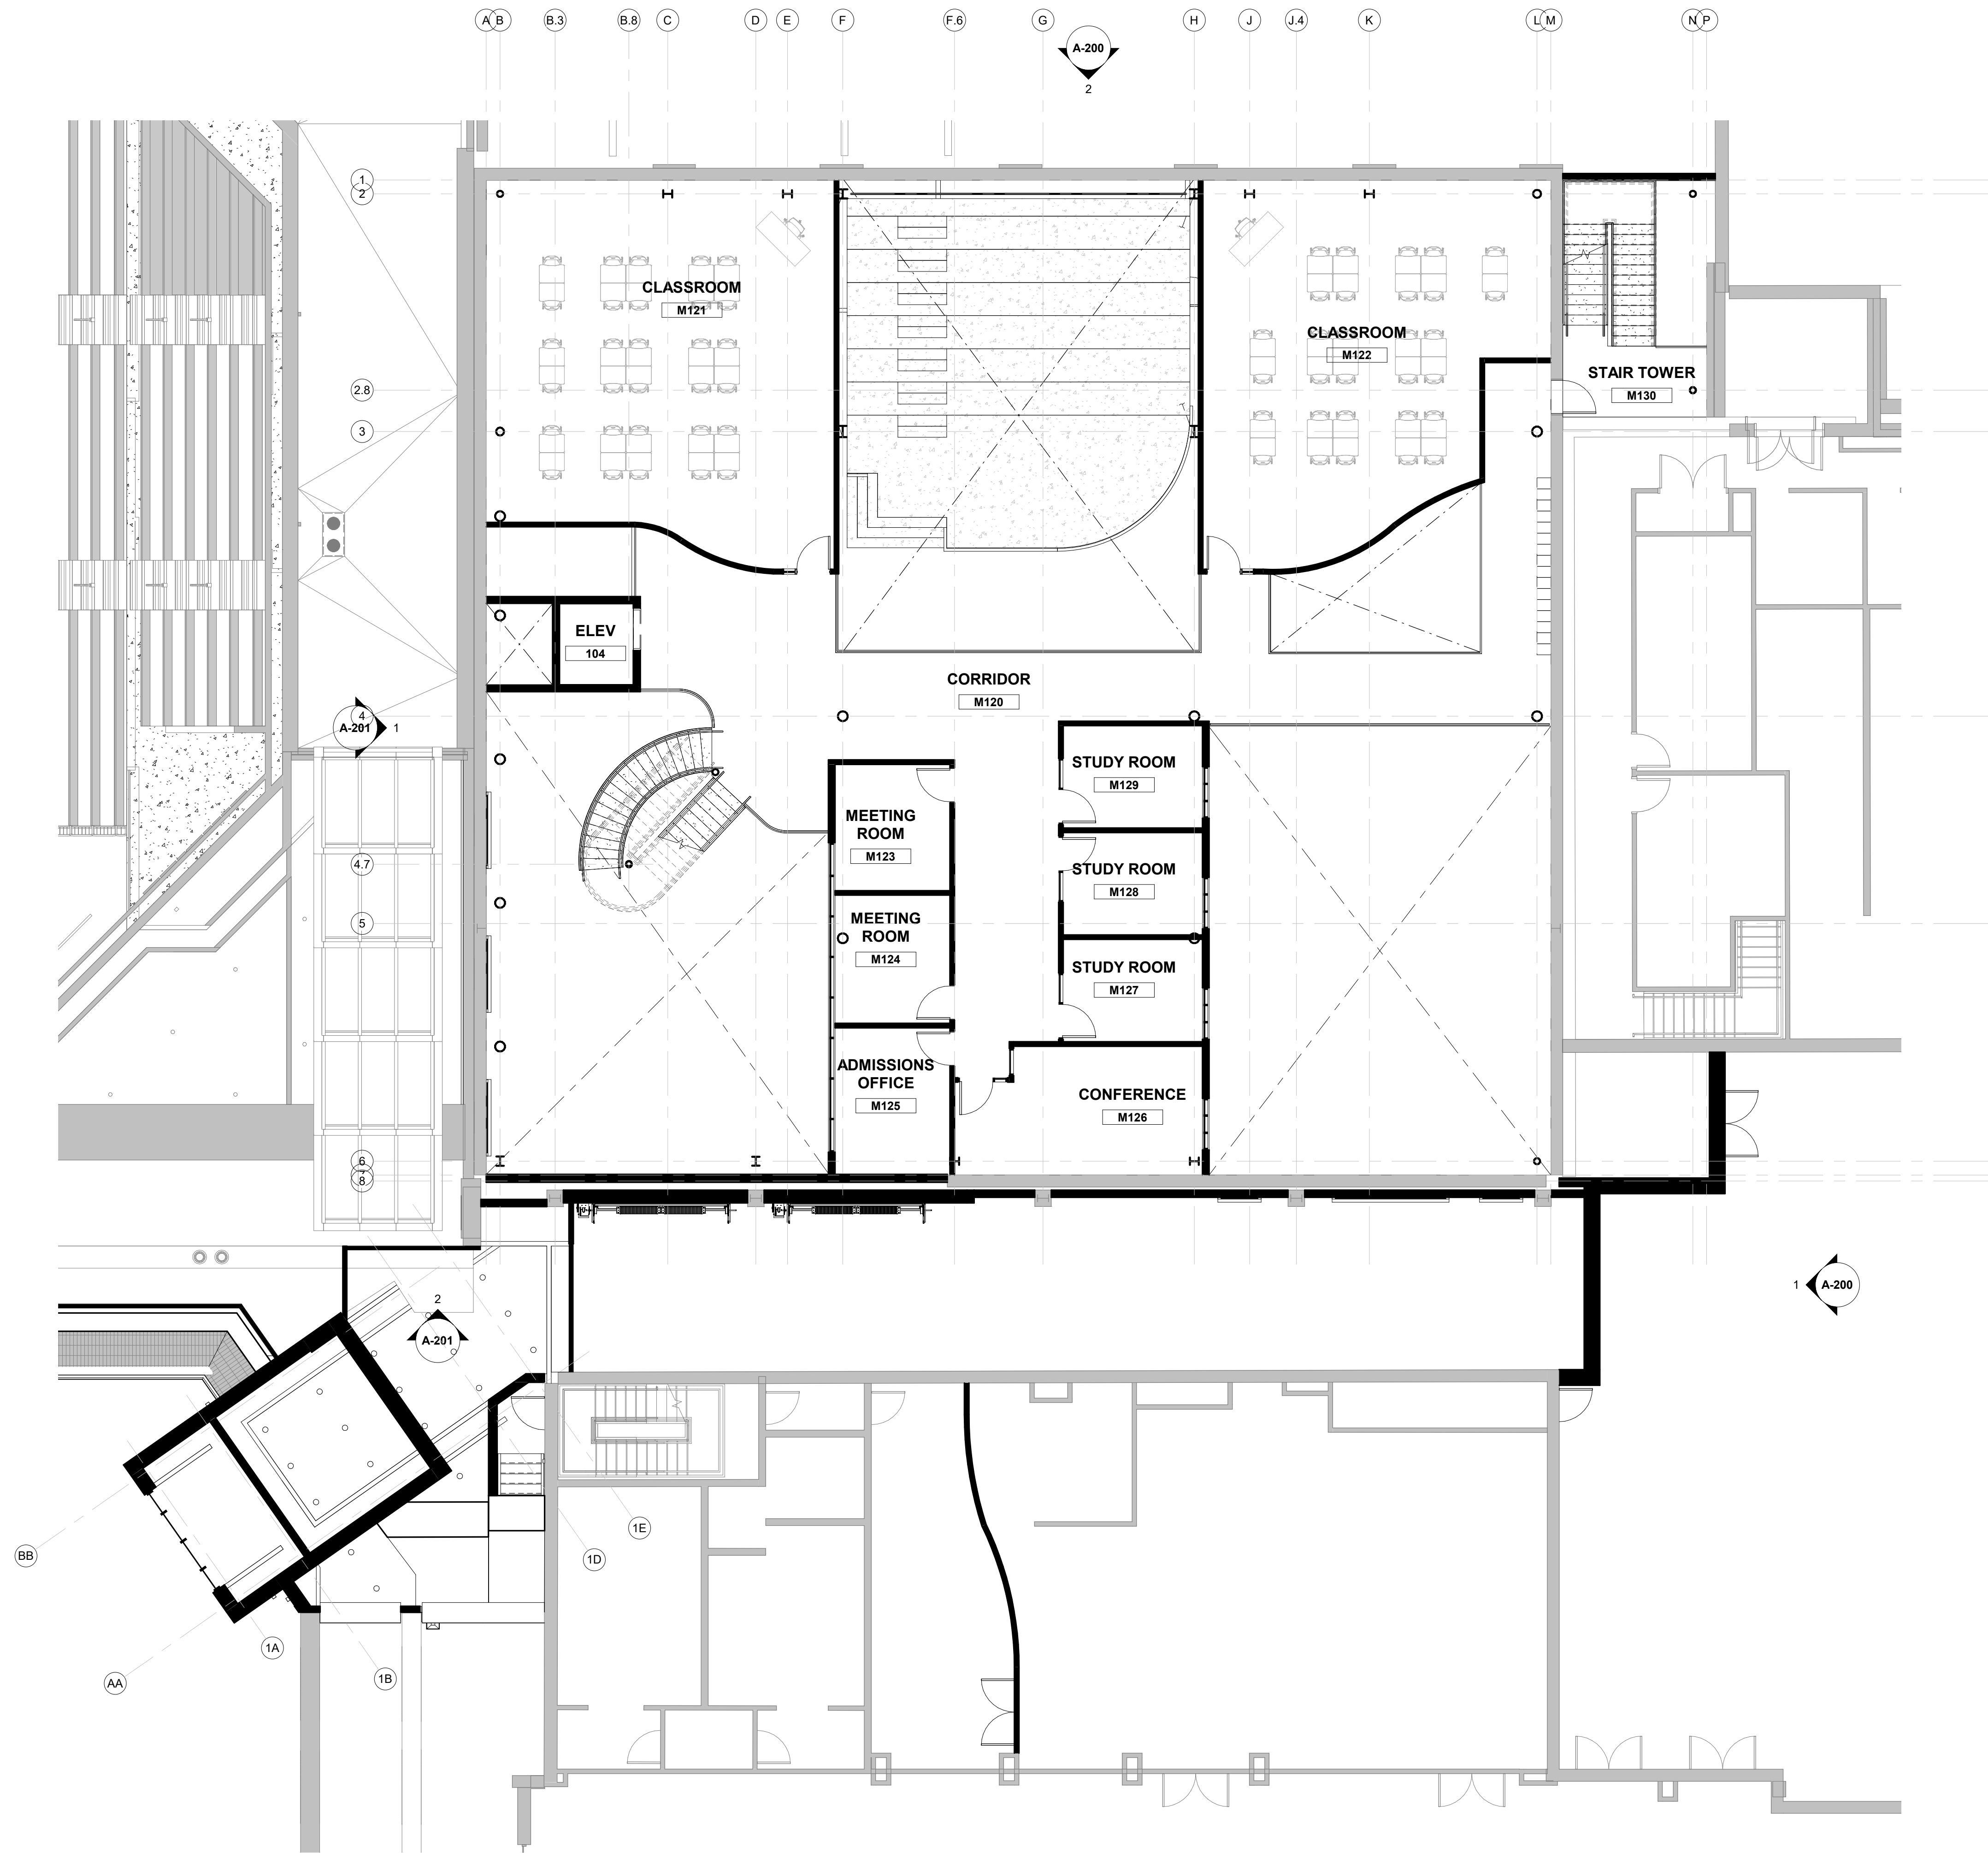 A B B.3 B.8 C D E F F.6 G H J J.4 K L M N P
A-200
2
1
2
CLASSROOM
M121
CLASSROOM
M122
STAIR TOWER
M130
2.8
3
ELEV
104
CORRIDOR
M120
4
A-201
1
STUDY ROOM
M129
MEETING
ROOM
M123
4.7
STUDY ROOM
M128
5
MEETING
ROOM
M124
STUDY ROOM
M127
ADMISSIONS
OFFICE
M125
CONFERENCE
M126
6
7
8
1
A-200
2
A-201
1E
BB
1D
1A
AA
1B